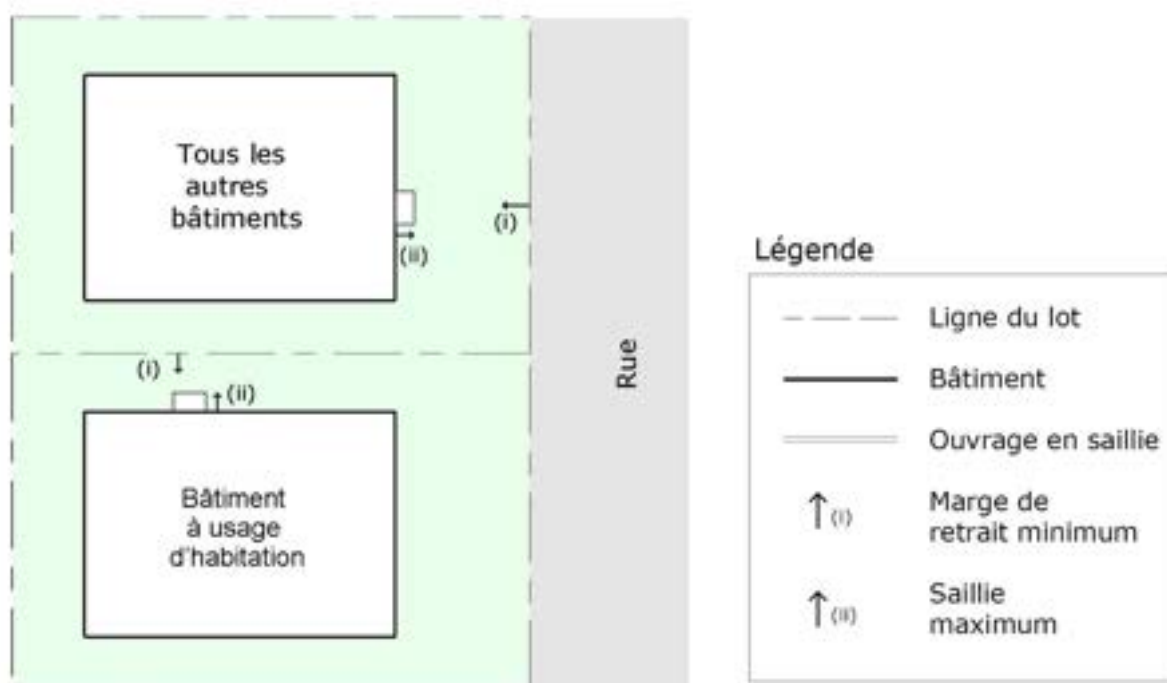 Tous les
autres
bâtiments
(i)
(ii)
(i)
(ii)
Bâtiment
à usage
d'habitation
Rue
Légende
Ligne du lot
Bâtiment
Ouvrage en saillie
(i)
Marge de
retrait minimum
(ii)
Saillie
maximum